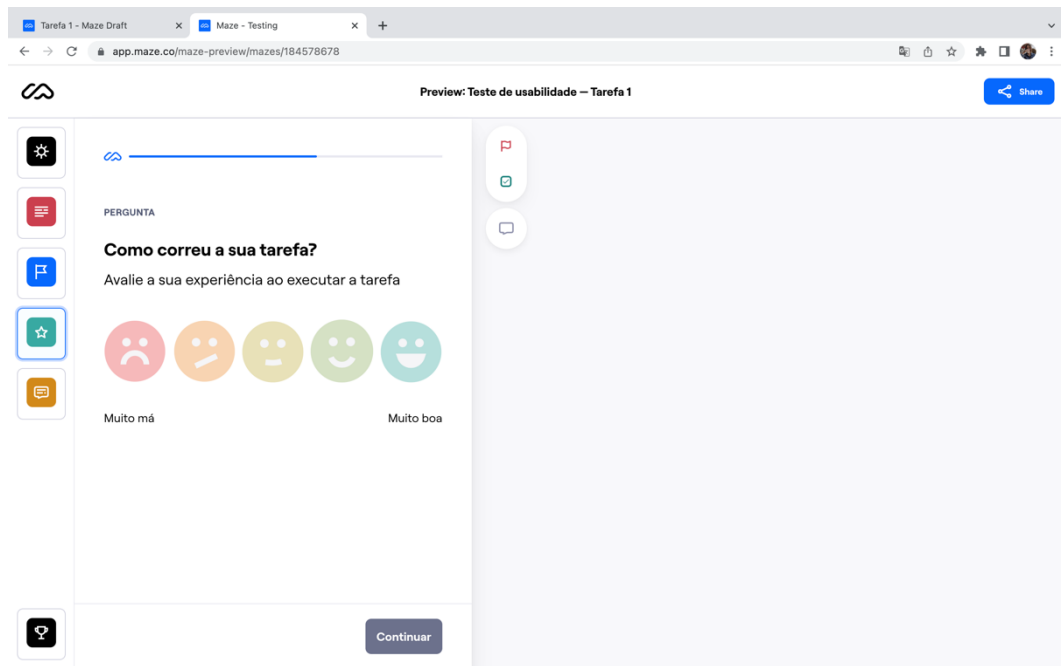 Tarefa 1 - Maze Draft
Maze - Testing
app.maze.co/maze-preview/mazes/184578678
Preview: Teste de usabilidade — Tarefa 1
Share
PERGUNTA
Como correu a sua tarefa?
Avalie a sua experiência ao executar a tarefa
Muito má
Muito boa
Continuar